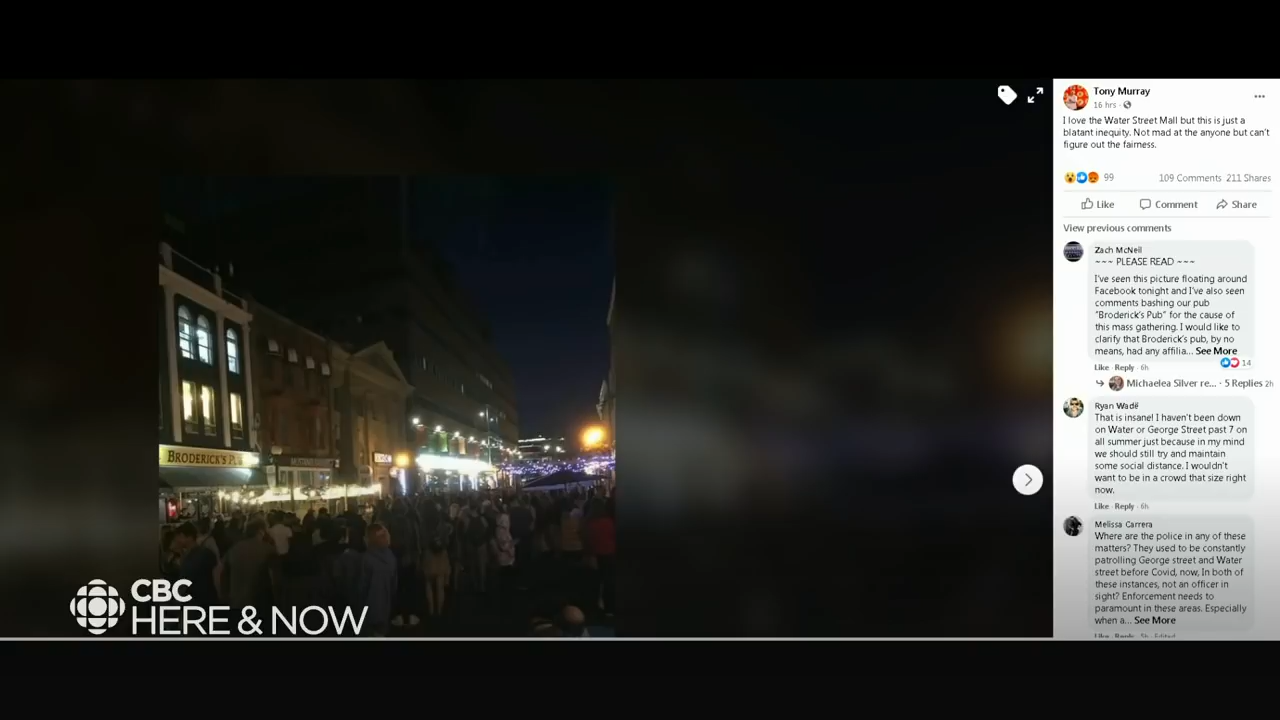 BRODERICK'S
CBC
HERE & NOW
Tony Murray
16 hrs ·
I love the Water Street Mall but this is just a
blatant inequity. Not mad at the anyone but can't
figure out the fairness.
99
109 Comments 211 Shares
Like Comment Share
View previous comments
Zach McNeil
~~~ PLEASE READ ~~~
I've seen this picture floating around
Facebook tonight and I've also seen
comments bashing our pub
"Broderick's Pub" for the cause of
this mass gathering. I would like to
clarify that Broderick's pub, by no
means, had any affilia... See More
14
Like · Reply · 6h
Michaelea Silver re... · 5 Replies 2h
Ryan Wade
That is insane! I haven't been down
on Water or George Street past 7 on
all summer just because in my mind
we should still try and maintain
some social distance. I wouldn't
want to be in a crowd that size right
now.
Like · Reply · 6h
Melissa Carrera
Where are the police in any of these
matters? They used to be constantly
patrolling George street and Water
street before Covid, now, In both of
these instances, not an officer in
sight? Enforcement needs to
paramount in these areas. Especially
when a... See More
Like · Reply · 5h · Edited